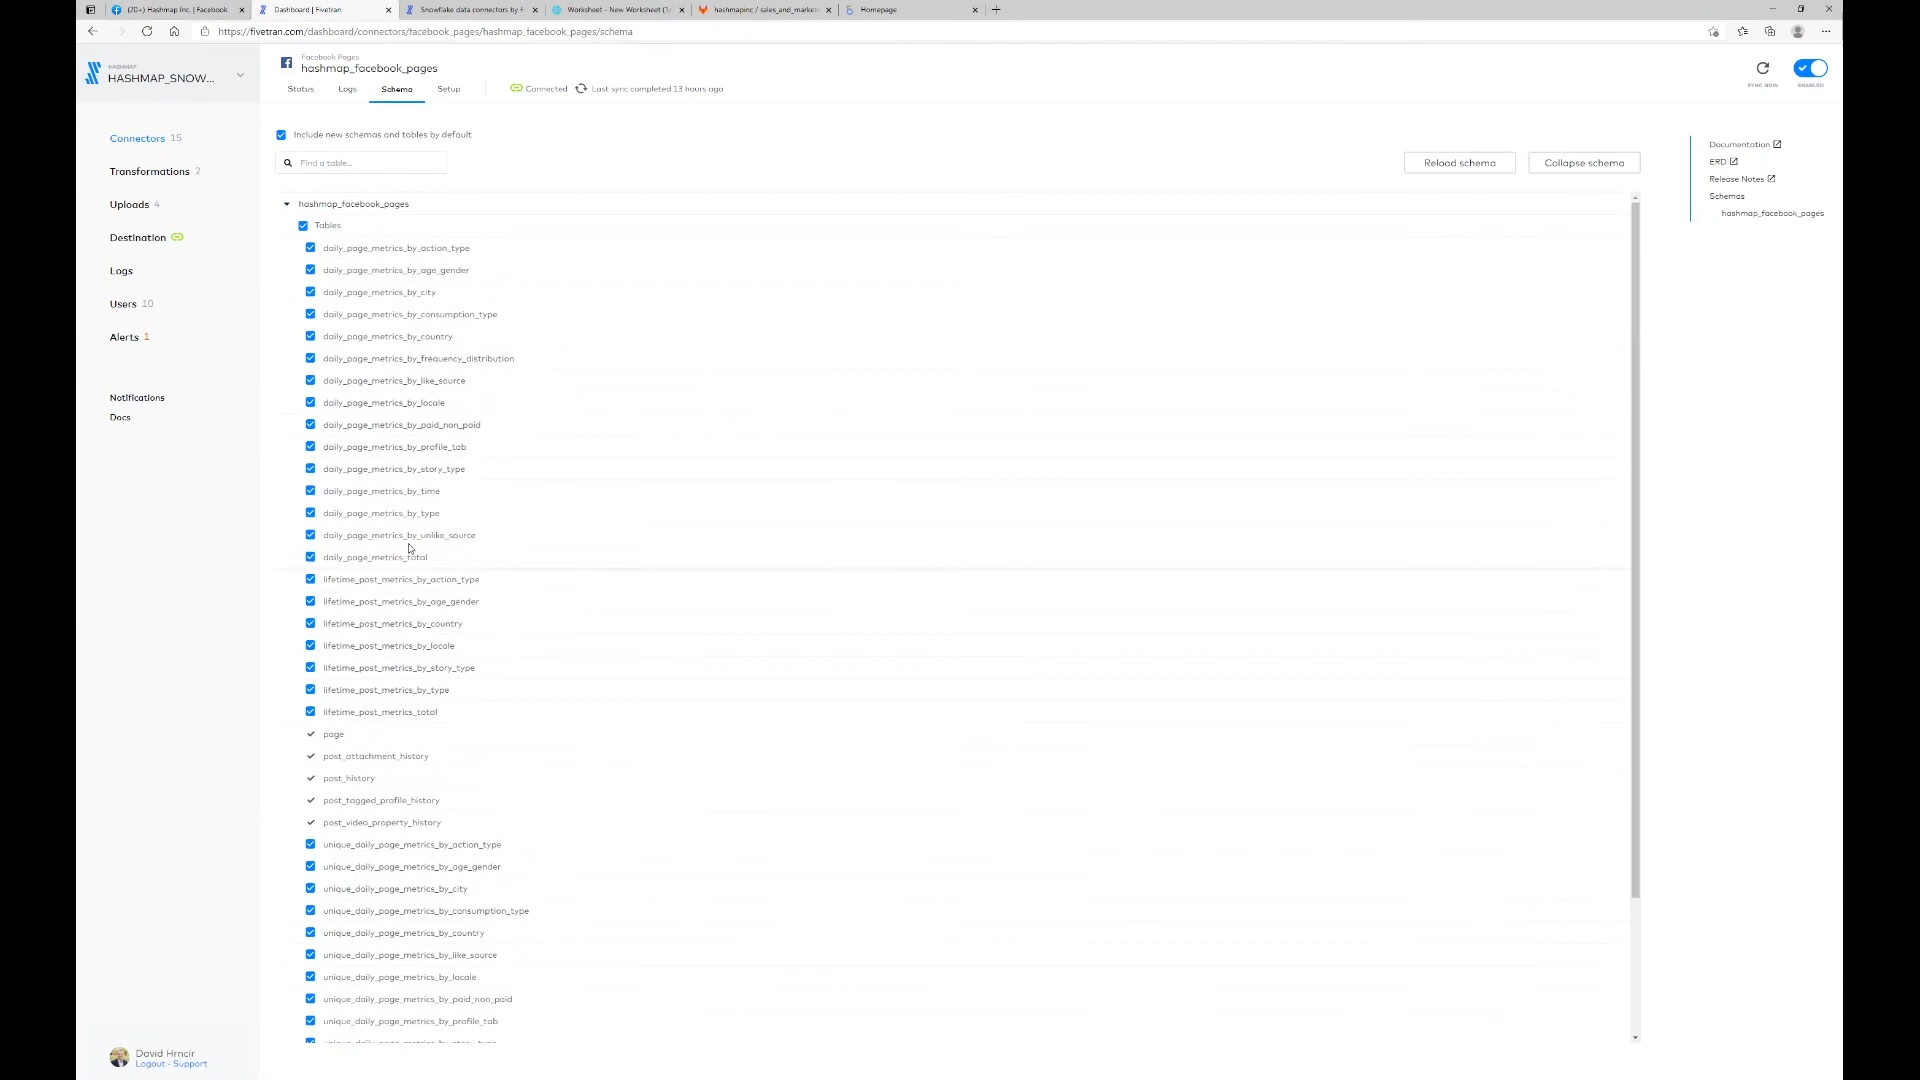 (20+) Hashmap Inc. | Facebook
Dashboard | Fivetran
Snowflake data connectors by F
Worksheet - New Worksheet (1/
hashmapinc / sales_and_market
Homepage
https://fivetran.com/dashboard/connectors/facebook_pages/hashmap_facebook_pages/schema
HASHMAP
HASHMAP_SNOW...
Facebook Pages
hashmap_facebook_pages
Status
Logs
Schema
Setup
Connected
Last sync completed 13 hours ago
SYNC NOW
ENABLED
Connectors 15
Transformations 2
Uploads 4
Destination
Logs
Users 10
Alerts 1
Notifications
Docs
Include new schemas and tables by default
Find a table...
Reload schema
Collapse schema
Documentation
ERD
Release Notes
Schemas
hashmap_facebook_pages
hashmap_facebook_pages
Tables
daily_page_metrics_by_action_type
daily_page_metrics_by_age_gender
daily_page_metrics_by_city
daily_page_metrics_by_consumption_type
daily_page_metrics_by_country
daily_page_metrics_by_frequency_distribution
daily_page_metrics_by_like_source
daily_page_metrics_by_locale
daily_page_metrics_by_paid_non_paid
daily_page_metrics_by_profile_tab
daily_page_metrics_by_story_type
daily_page_metrics_by_time
daily_page_metrics_by_type
daily_page_metrics_by_unlike_source
daily_page_metrics_total
lifetime_post_metrics_by_action_type
lifetime_post_metrics_by_age_gender
lifetime_post_metrics_by_country
lifetime_post_metrics_by_locale
lifetime_post_metrics_by_story_type
lifetime_post_metrics_by_type
lifetime_post_metrics_total
page
post_attachment_history
post_history
post_tagged_profile_history
post_video_property_history
unique_daily_page_metrics_by_action_type
unique_daily_page_metrics_by_age_gender
unique_daily_page_metrics_by_city
unique_daily_page_metrics_by_consumption_type
unique_daily_page_metrics_by_country
unique_daily_page_metrics_by_like_source
unique_daily_page_metrics_by_locale
unique_daily_page_metrics_by_paid_non_paid
unique_daily_page_metrics_by_profile_tab
unique_daily_page_metrics_by_story_type
David Hrncir
Logout - Support